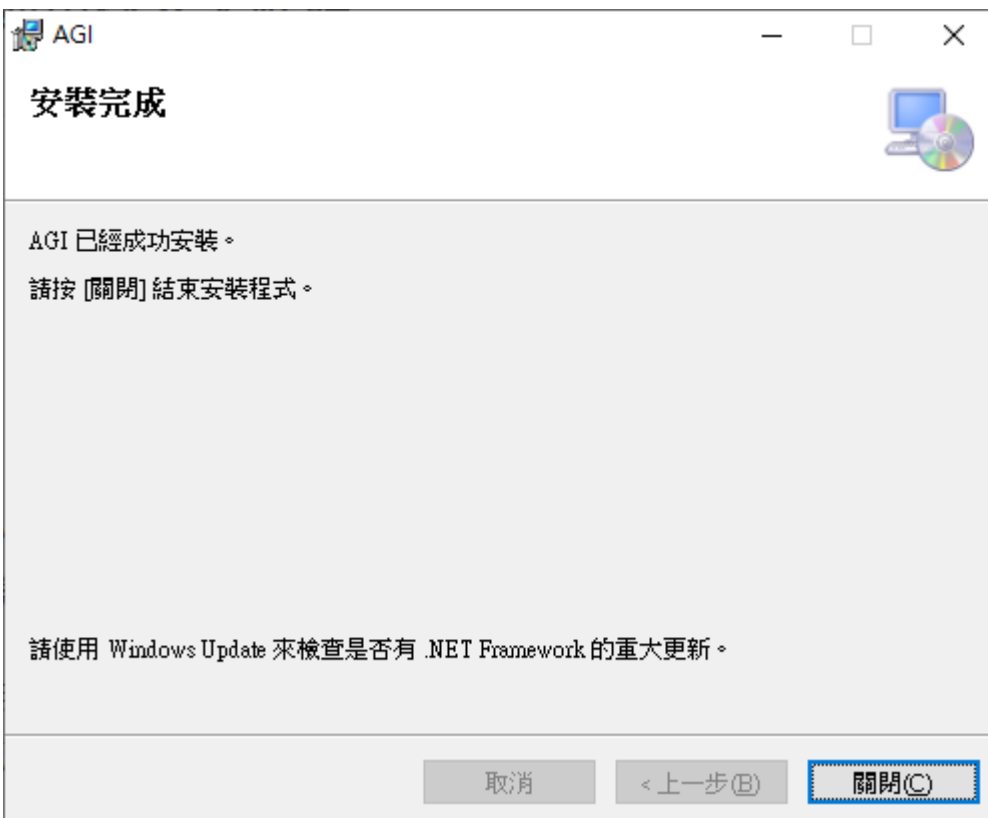 AGI
安裝完成
AGI 已經成功安裝。
請按 [關閉] 結束安裝程式。
請使用 Windows Update 來檢查是否有 .NET Framework 的重大更新。
取消
< 上一步(B)
關閉(C)